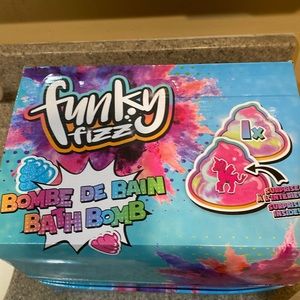 funky
fizz
1x
BOMBE DE BAIN
BATH BOMB
SURPRISE
À L'INTÉRIEUR
SURPRISE
INSIDE